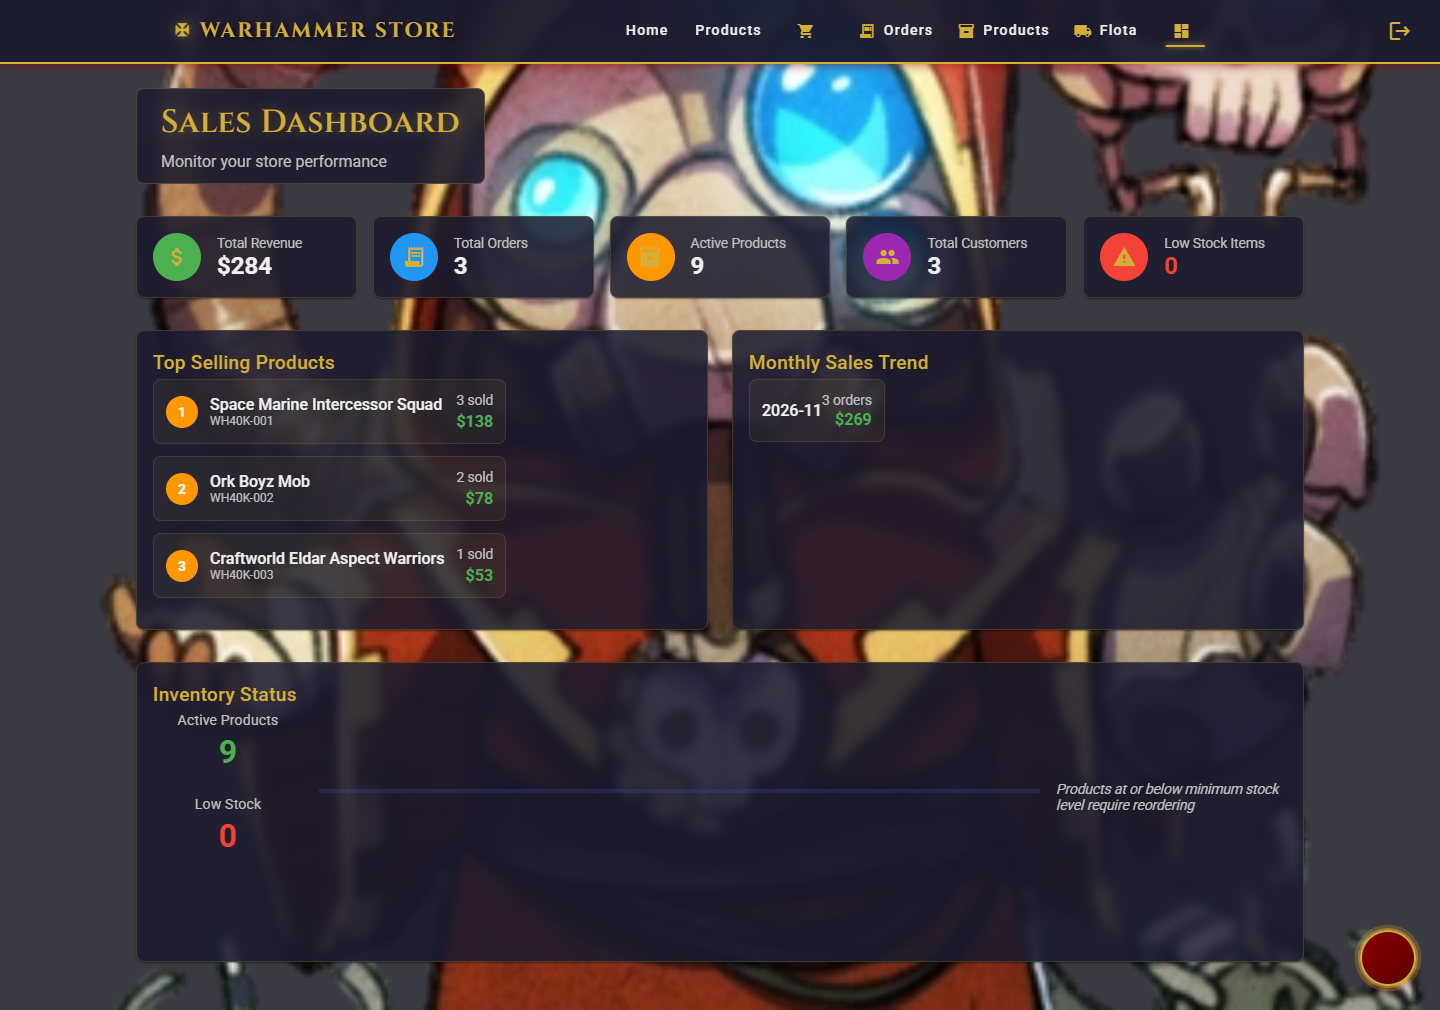 ✠ WARHAMMER STORE
Home
Products
Orders
Products
Flota
Sales Dashboard
Monitor your store performance
Total Revenue
$284
Total Orders
3
Active Products
9
Total Customers
3
Low Stock Items
0
Top Selling Products
1
Space Marine Intercessor Squad
WH40K-001
3 sold
$138
2
Ork Boyz Mob
WH40K-002
2 sold
$78
3
Craftworld Eldar Aspect Warriors
WH40K-003
1 sold
$53
Monthly Sales Trend
2026-11
3 orders
$269
Inventory Status
Active Products
9
Low Stock
0
Products at or below minimum stock
level require reordering